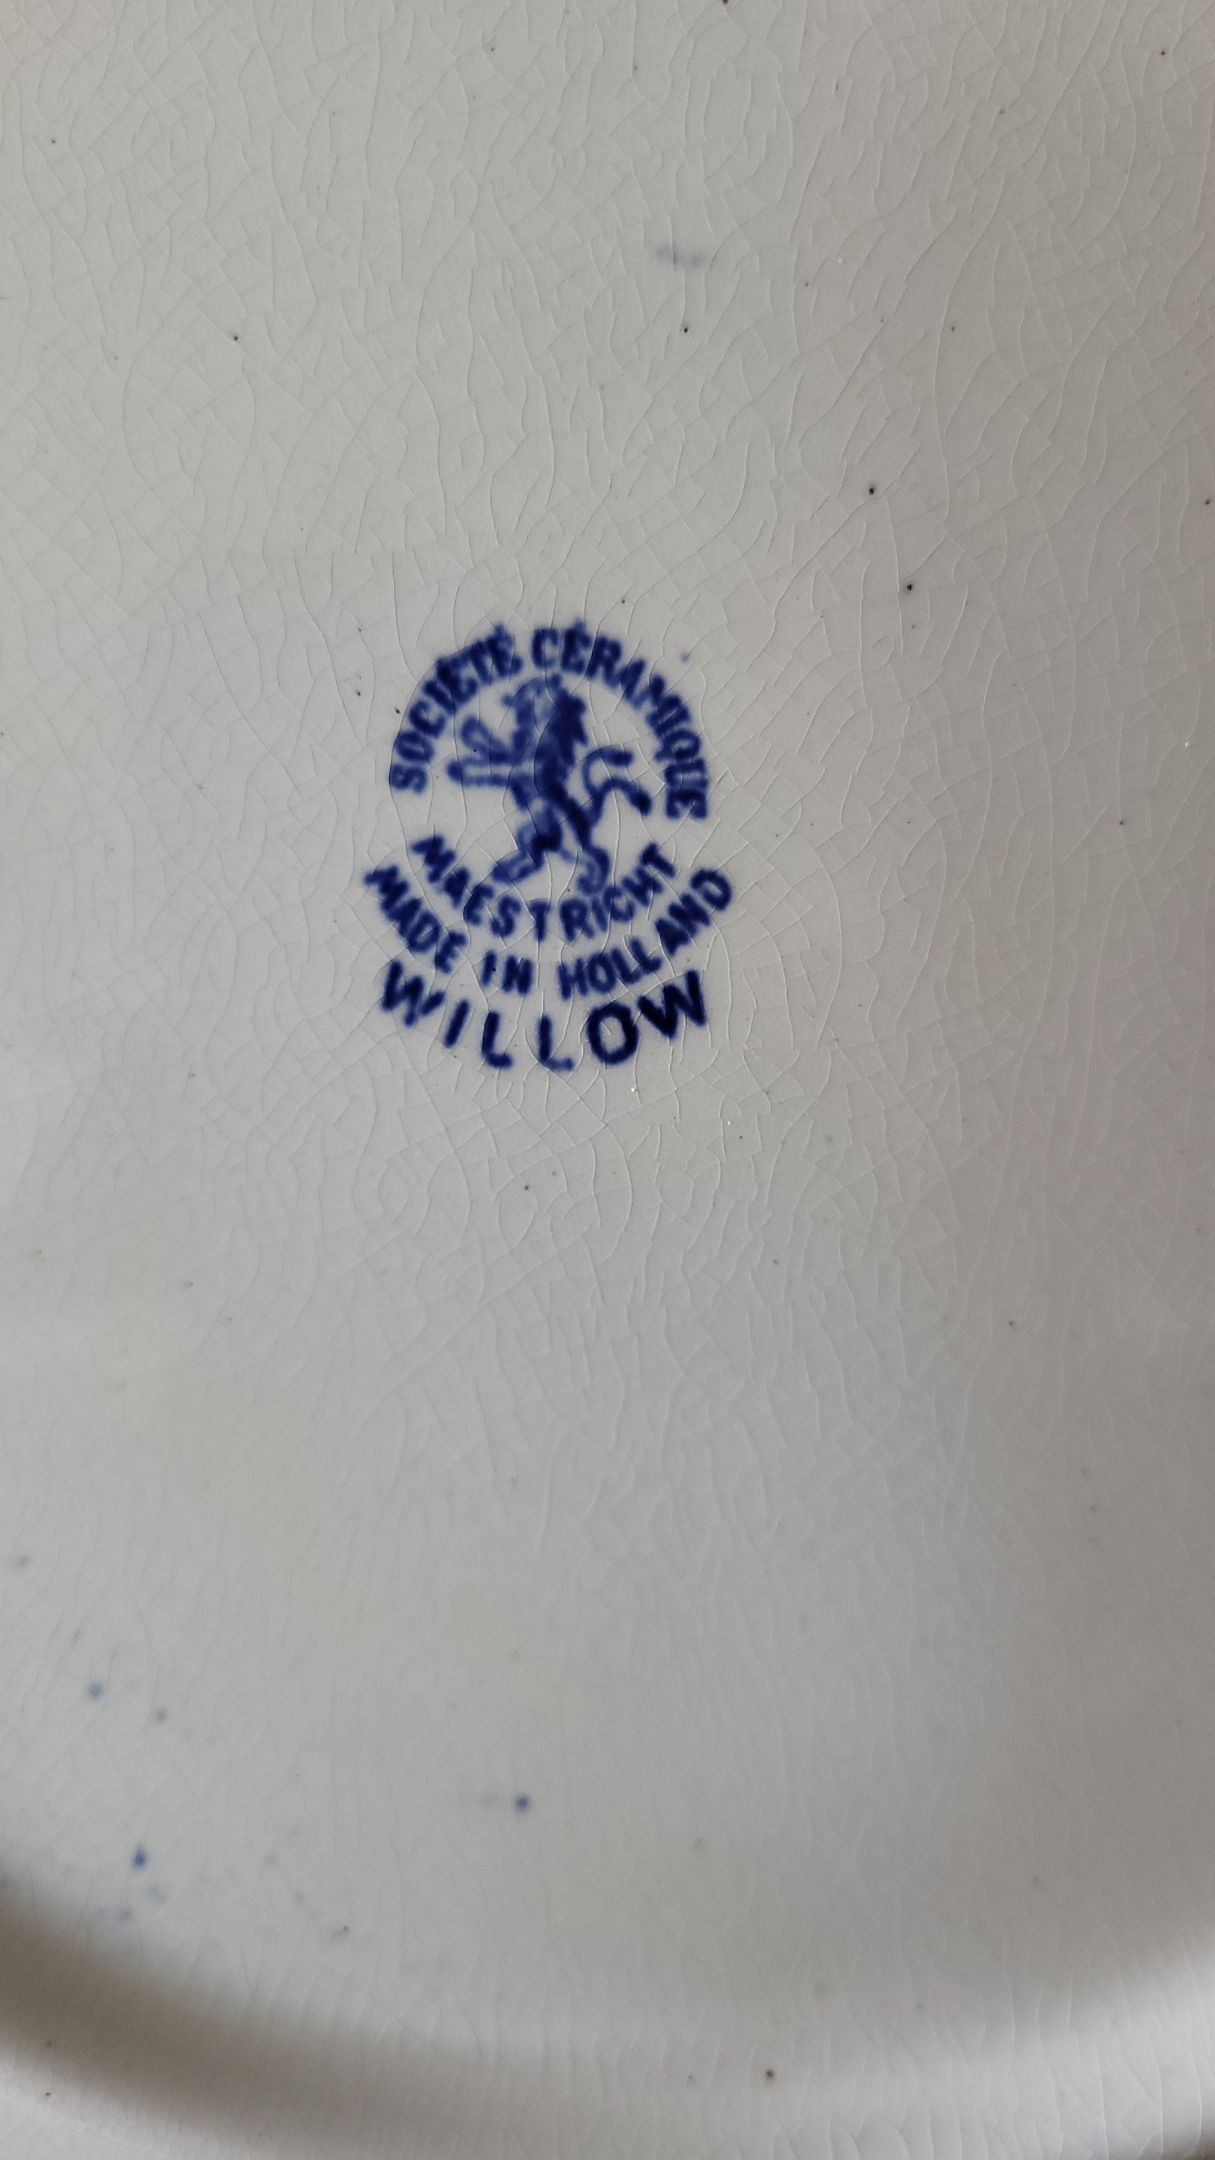 SOCIÉTÉ CÉRAMIQUE
MAESTRICHT
MADE IN HOLLAND
WILLOW